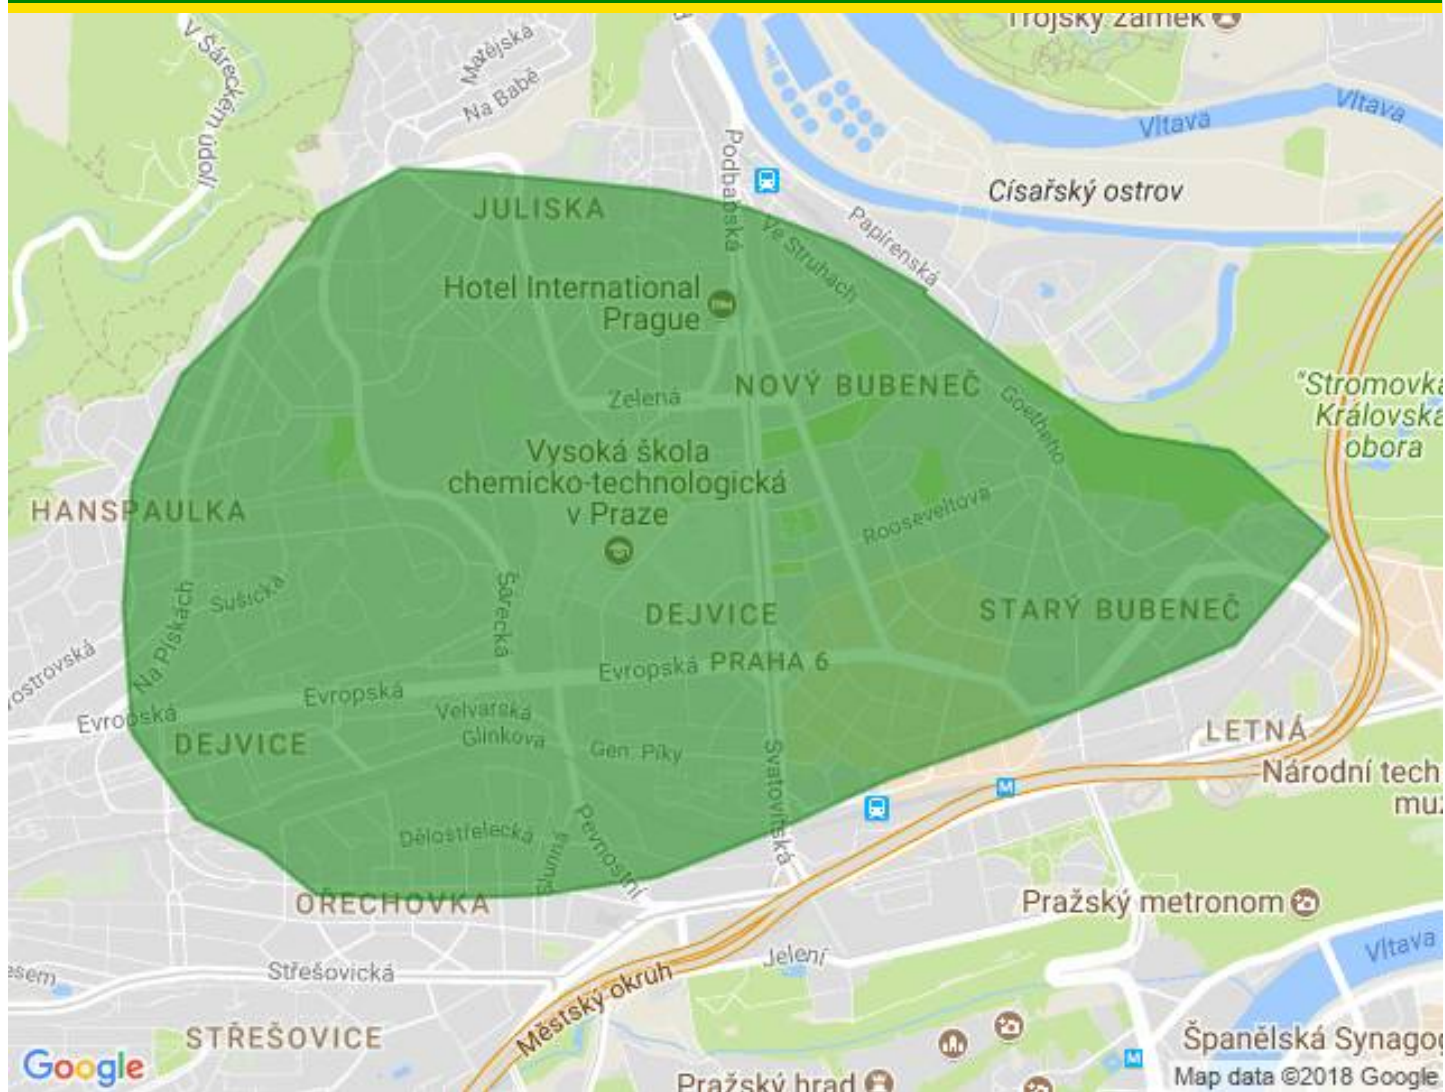 Trojský zámek
V Šáreckém údolí
Matějská
Na Babě
Vltava
Vltava
Podbabská
Císařský ostrov
JULISKA
Ve Struhách
Papírenská
Hotel International
Prague
"Stromovka
Královská
obora
NOVÝ BUBENEČ
Zelená
Goetheho
Vysoká škola
chemicko-technologická
v Praze
HANSPAULKA
Rooseveltova
Sušická
Šárecká
DEJVICE
STARÝ BUBENEČ
Na Pískách
Evropská
PRAHA 6
Evropská
Evropská
Velvarská
Glinkova
Gen. Píky
DEJVICE
LETNÁ
Národní tech
muz
Svatovítská
Dělostřelecká
Slunná
Pevnostní
OŘECHOVKA
Pražský metronom
Střešovická
Jelení
Vltava
Městský okruh
STŘEŠOVICE
Španělská Synagog
Google
Pražský hrad
Map data ©2018 Google
M
M